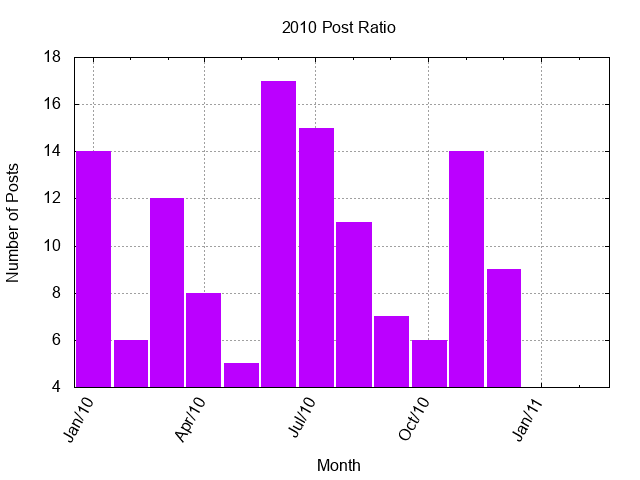 2010 Post Ratio
18
16
14
12
10
8
6
4
Number of Posts
Jan/10
Apr/10
Jul/10
Oct/10
Jan/11
Month